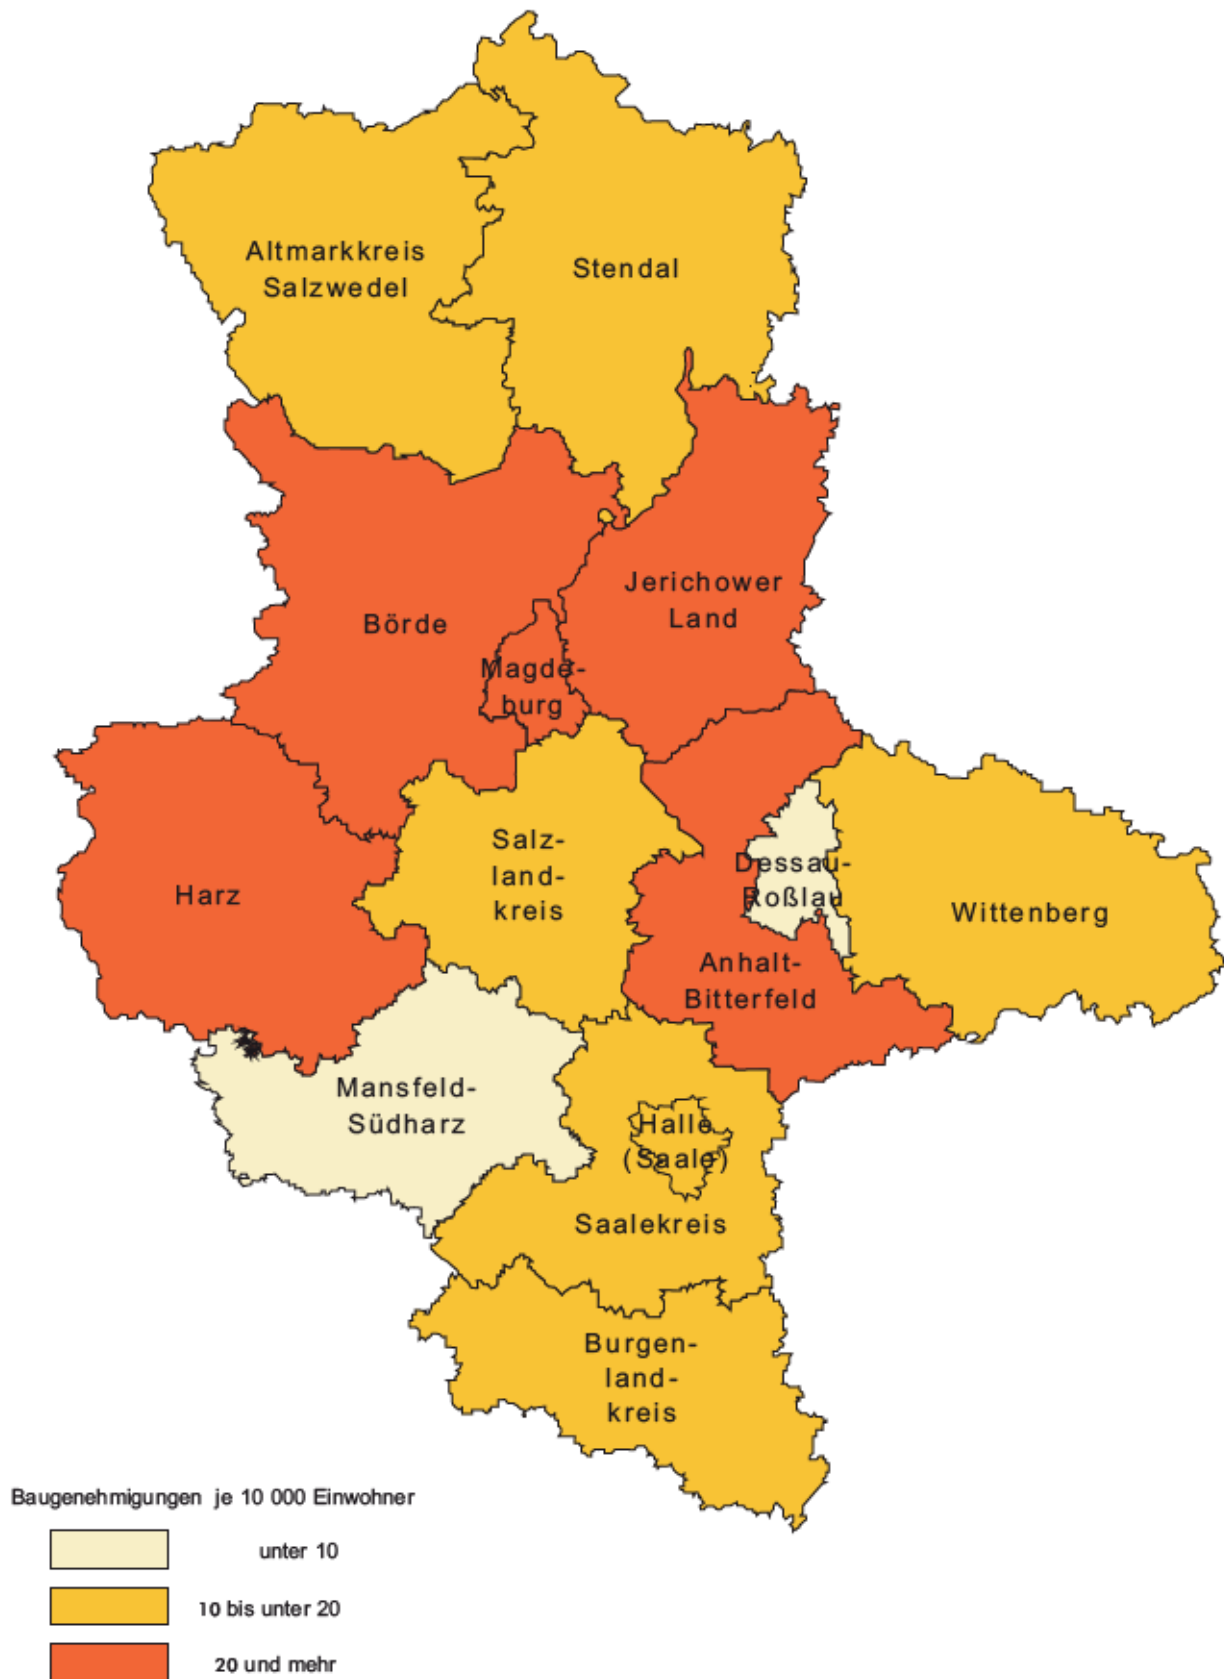 Altmarkkreis
Salzwedel
Stendal
Jerichower
Land
Börde
Magde-
burg
Salz-
land-
kreis
Dessau-
Roßlau
Harz
Wittenberg
Anhalt-
Bitterfeld
Mansfeld-
Südharz
Halle
(Saale)
Saalekreis
Burgen-
land-
kreis
Baugenehmigungen je 10 000 Einwohner
unter 10
10 bis unter 20
20 und mehr